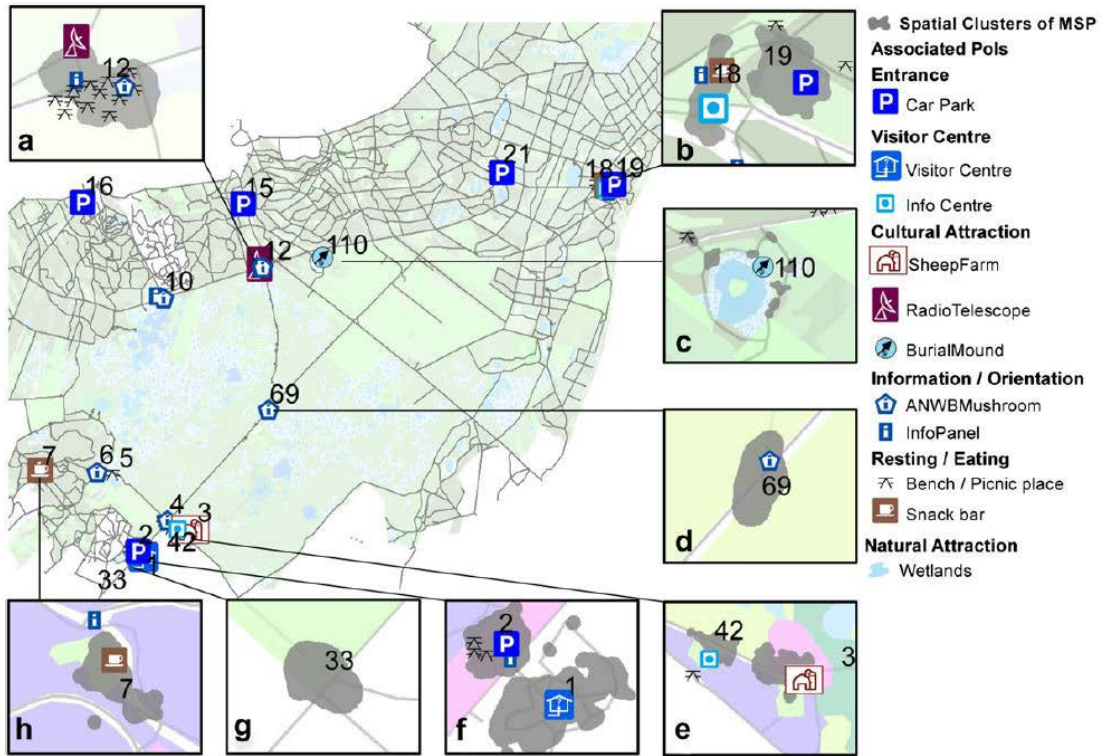 12
a
18
19
b
110
c
69
d
42
3
e
2
1
f
33
g
7
h
16
15
21
18
19
12
110
10
69
7
6
5
4
3
42
2
1
33
Spatial Clusters of MSP
Associated PoIs
Entrance
P Car Park
Visitor Centre
Visitor Centre
Info Centre
Cultural Attraction
SheepFarm
RadioTelescope
BurialMound
Information / Orientation
i ANWBMushroom
i InfoPanel
Resting / Eating
Bench / Picnic place
Snack bar
Natural Attraction
Wetlands